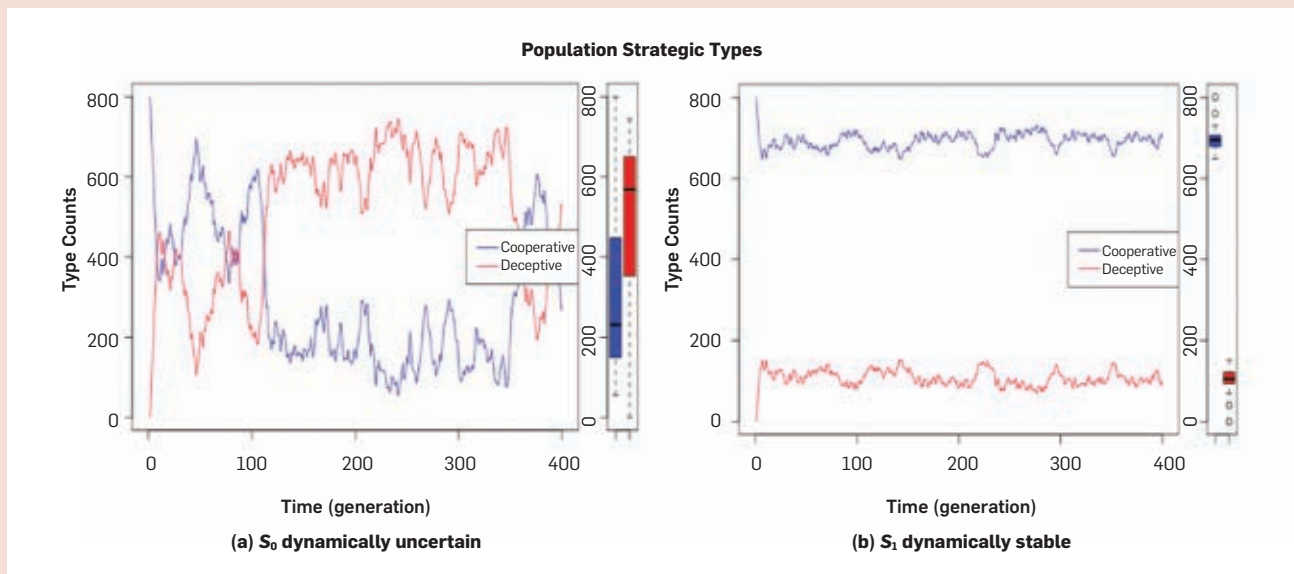 Population Strategic Types
Type Counts
800
600
400
200
0
0 100 200 300 400
Cooperative
Deceptive
0 200 400 600 800
Time (generation)
(a) S₀ dynamically uncertain
Type Counts
800
600
400
200
0
0 100 200 300 400
Cooperative
Deceptive
0 200 400 600 800
Time (generation)
(b) S₁ dynamically stable